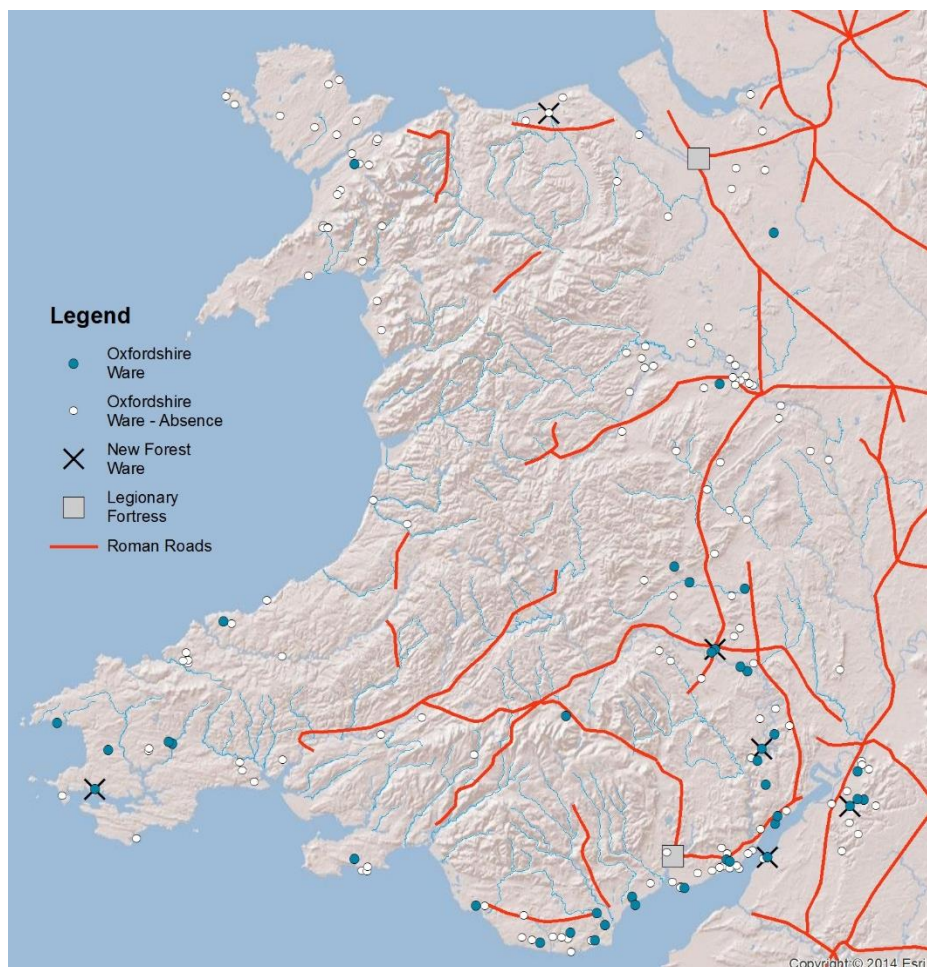 Legend
Oxfordshire
Ware
Oxfordshire
Ware - Absence
New Forest
Ware
Legionary
Fortress
Roman Roads
Copyright © 2014 Esri